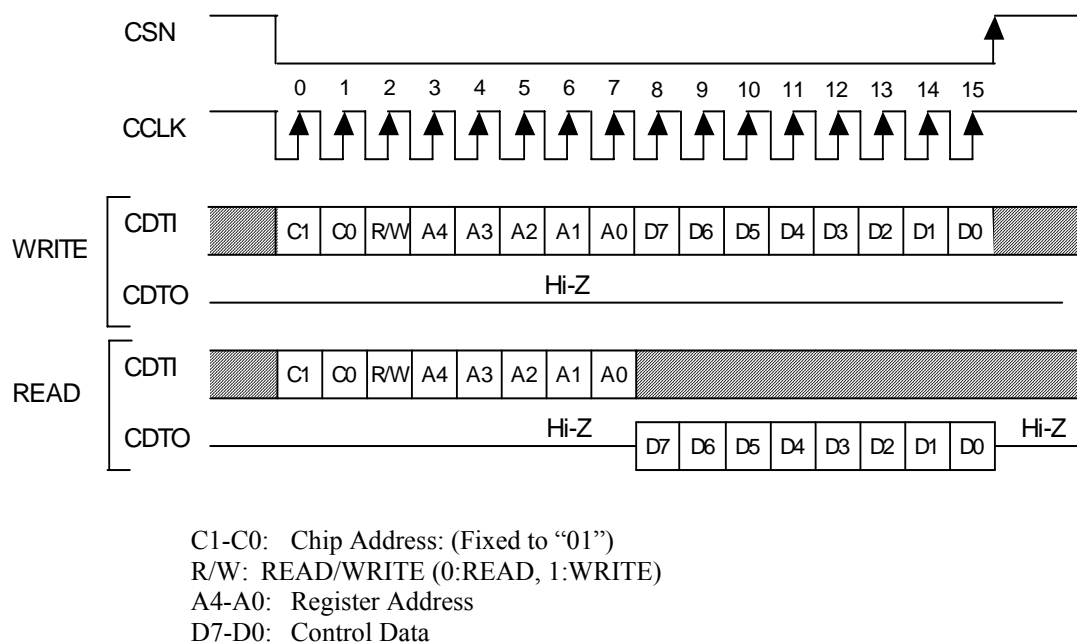 CSN
0 1 2 3 4 5 6 7 8 9 10 11 12 13 14 15
CCLK
WRITE
CDTI
C1 C0 R/W A4 A3 A2 A1 A0 D7 D6 D5 D4 D3 D2 D1 D0
CDTO
Hi-Z
READ
CDTI
C1 C0 R/W A4 A3 A2 A1 A0
CDTO
Hi-Z
D7 D6 D5 D4 D3 D2 D1 D0
Hi-Z
C1-C0: Chip Address: (Fixed to “01”)
R/W: READ/WRITE (0:READ, 1:WRITE)
A4-A0: Register Address
D7-D0: Control Data